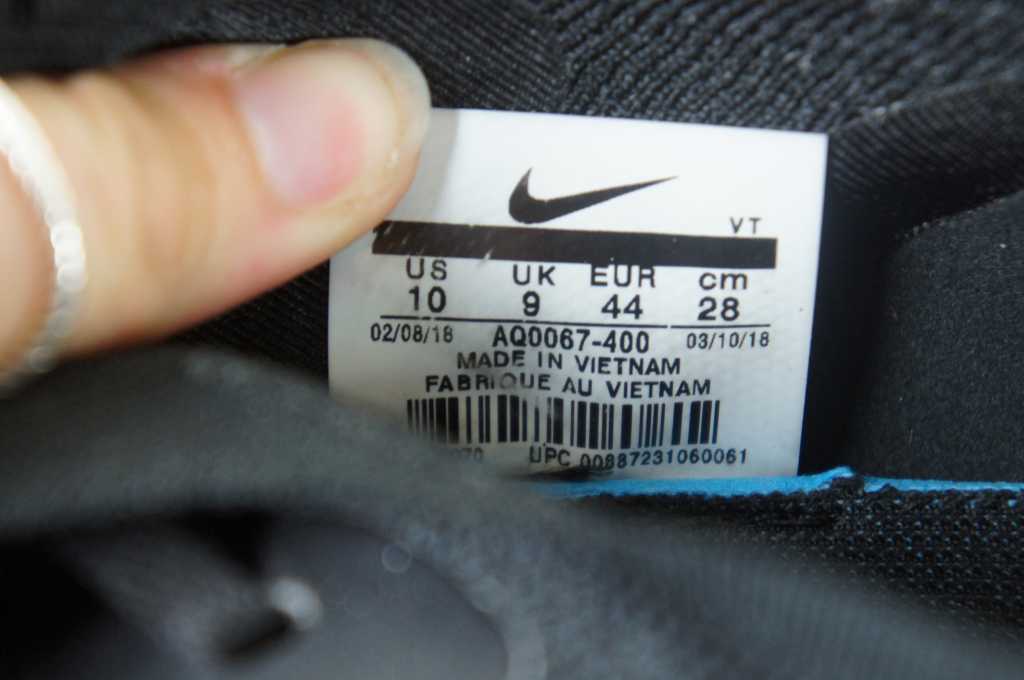 VT
US UK EUR cm
10 9 44 28
02/08/18 AQ0067-400 03/10/18
MADE IN VIETNAM
FABRIQUE AU VIETNAM
UPC 00887231060061